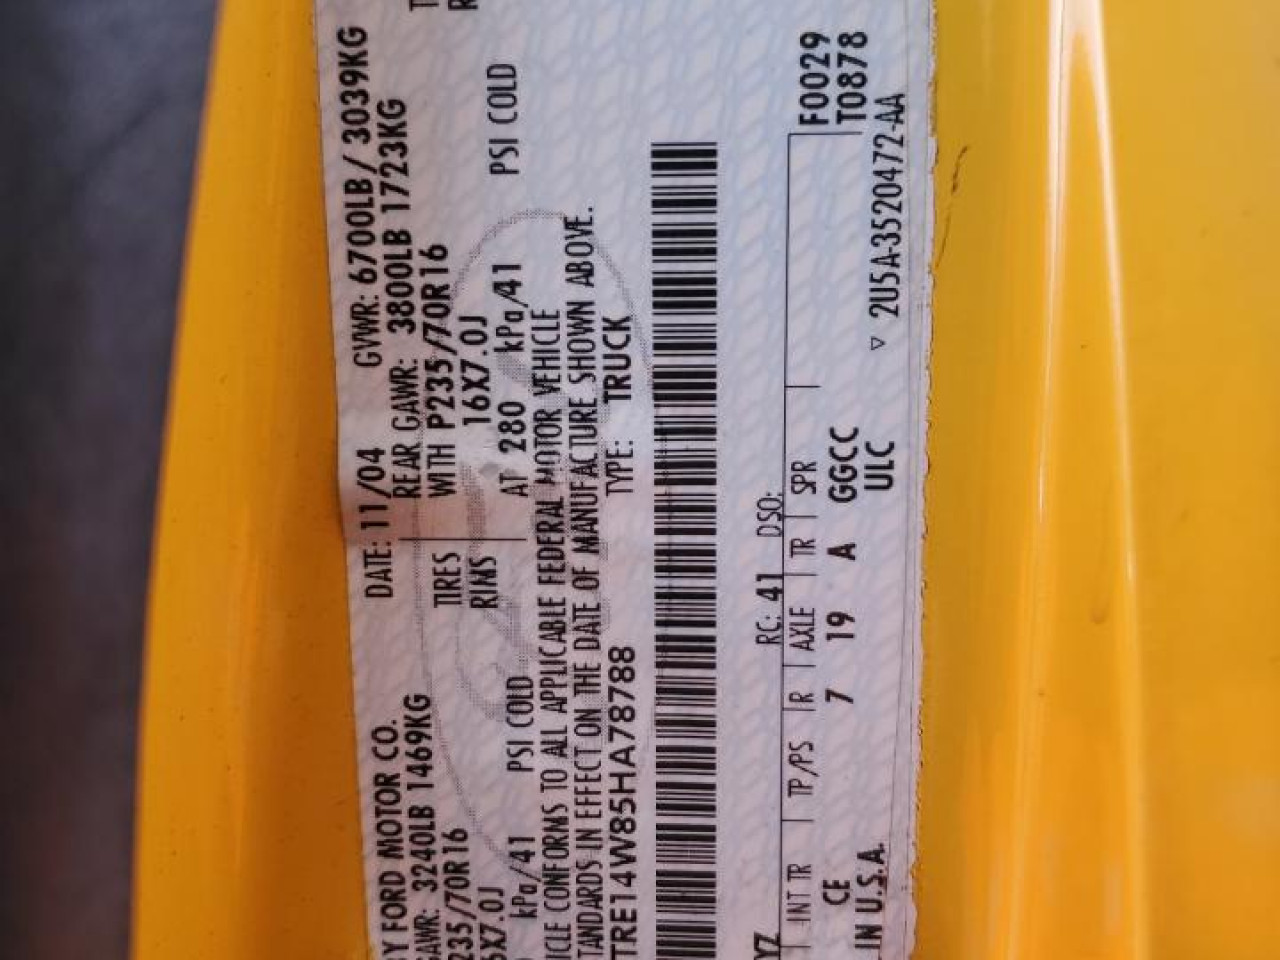 BY FORD MOTOR CO.
DATE: 11/04
GVWR: 6700LB/ 3039KG
GAWR: 3240LB 1469KG
REAR GAWR: 3800LB 1723KG
235/70R16
TIRES
WITH P235/70R16
6X7.0J
RIMS
16X7.0J
kPa/41 PSI COLD
AT 280 kPa/41 PSI COLD
ICLE CONFORMS TO ALL APPLICABLE FEDERAL MOTOR VEHICLE
TANDARDS IN EFFECT ON THE DATE OF MANUFACTURE SHOWN ABOVE.
TRE14W85HA78788
TYPE: TRUCK
YZ
RC: 41 DSO:
INT TR TP/PS R AXLE TR SPR
F0029
CE 7 19 A GGCC
T0878
IN U.S.A.
ULC
▽ 2U5A-3520472-AA